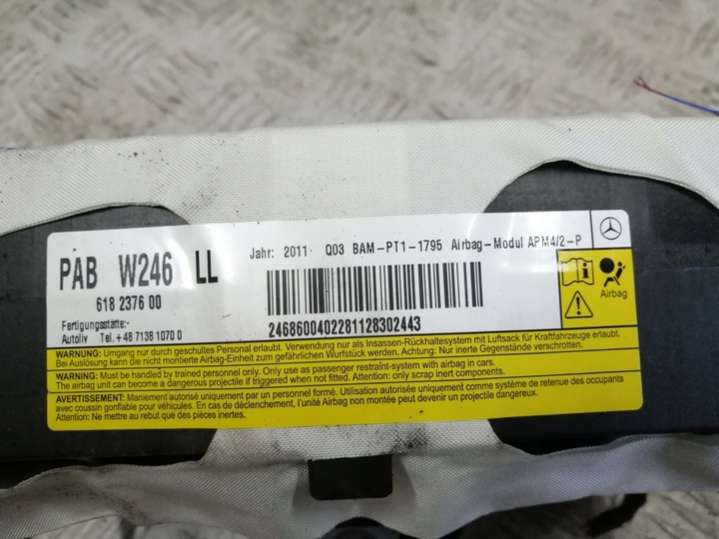 PAB W246 LL
Jahr: 2011 Q03 BAM-PT1-1795 Airbag-Modul APM4/2-P
618 2376 00
Fertigungsstätte:-
Autoliv Tel. +48 71381070 0
24686004022811283 02443
Airbag
WARNUNG: Umgang nur durch geschultes Personal erlaubt. Verwendung nur als Insassen-Rückhaltesystem mit Luftsack für Kraftfahrzeuge erlaubt.
Bei Auslösung kann die nicht montierte Airbag-Einheit zum gefährlichen Wurfstück werden. Achtung: Nur inerte Gegenstände verschrotten.
WARNING: Must be handled by trained personnel only. Only use as passenger restraint-system with airbag in cars.
The airbag unit can become a dangerous projectile if triggered when not fitted. Attention: only scrap inert components.
AVERTISSEMENT: Maniement autorisé uniquement par un personnel formé. Utilisation autorisée uniquement comme système de retenue des occupants
avec coussin gonflable pour véhicules. En cas de déclenchement, l'unité Airbag non montée peut devenir un projectile dangereux.
Attention: Ne mettre au rebut que des pièces inertes.